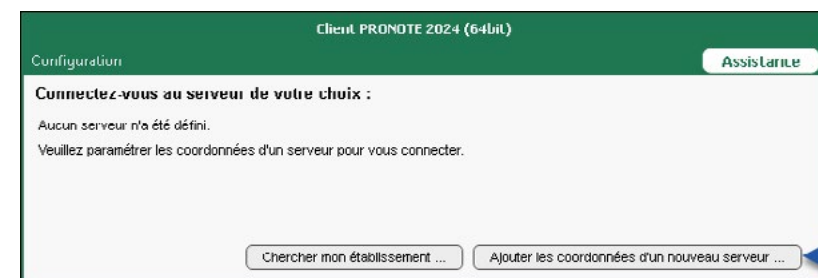 Client PRONOTE 2024 (64bit)
Configuration Assistance
Connectez-vous au serveur de votre choix :
Aucun serveur n'a été défini.
Veuillez paramétrer les coordonnées d'un serveur pour vous connecter.
Chercher mon établissement ... Ajouter les coordonnées d'un nouveau serveur ...